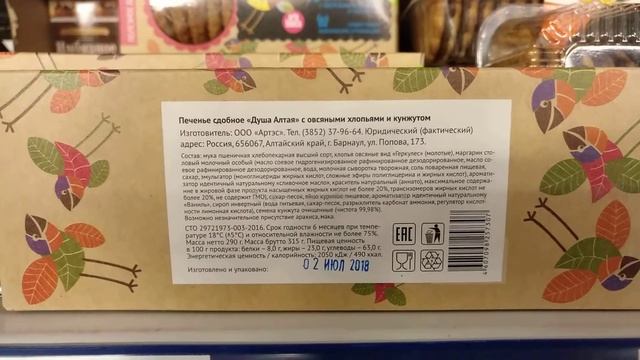 Печенье сдобное «Душа Алтая» с овсяными хлопьями и кунжутом
Изготовитель: ООО «Артэс». Тел. (3852) 37-96-64. Юридический (фактический)
адрес: Россия, 656067, Алтайский край, г. Барнаул, ул. Попова, 173.
Состав: мука пшеничная хлебопекарная высший сорт, хлопья овсяные вид «Геркулес» (молотые), маргарин сто-
ловый молочный особый (масло соевое гидрогенизированное рафинированное дезодорированное, масло со-
евое рафинированное дезодорированное, вода, молочная сыворотка творожная, соль поваренная пищевая,
сахар, эмульгатор (моноглицериды жирных кислот, сложные эфиры полиглицерина и жирных кислот), аромати-
затор идентичный натуральному «сливочное масло», краситель натуральный (аннато), максимальное содержа-
ние в жировой фазе продукта насыщенных жирных кислот не более 20%, трансизомеров жирных кислот не
более 20%, не содержит ГМО), сахар-песок, яйцо куриное пищевое, ароматизатор идентичный натуральному
«Ваниль», сироп инвертный (вода питьевая, сахар-песок, разрыхлитель карбонат аммония, регулятор кислот-
ности лимонная кислота), семена кунжута очищенные (чистота 99,98%).
Возможно незначительное присутствие арахиса, мака.
СТО 29721973-003-2016. Срок годности 6 месяцев при темпе-
ратуре 18°С (±5°С) и относительной влажности не более 75%.
Масса нетто 290 г. Масса брутто 315 г. Пищевая ценность
в 100 г продукта: белки – 8,0 г, жиры – 23,0 г, углеводы – 63,0 г.
Энергетическая ценность / калорийность: 2050 кДж / 490 ккал.
Изготовлено и упаковано: 02 ИЮЛ 2018
EAC